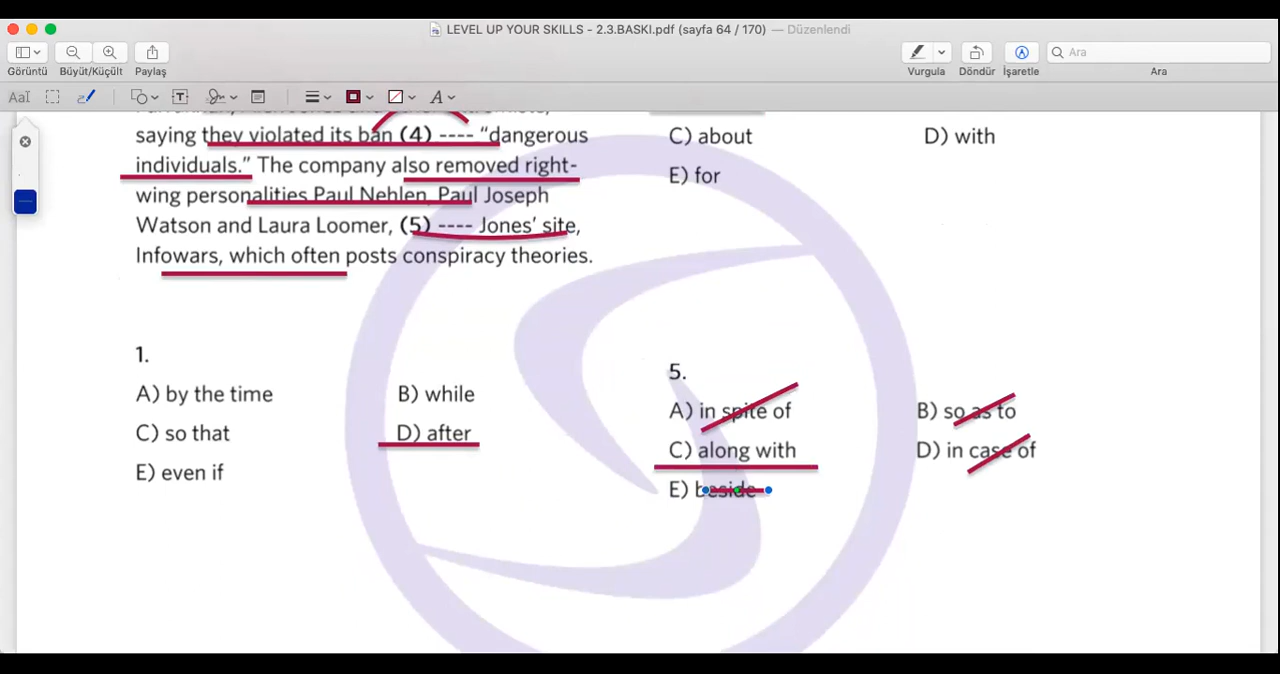 LEVEL UP YOUR SKILLS - 2.3.BASKI.pdf (sayfa 64 / 170) — Düzenlendi
Görüntü
Büyüt/Küçült
Paylaş
Vurgula
Döndür
İşaretle
Ara
Ara
saying they violated its ban (4) ---- “dangerous
individuals.” The company also removed right-
wing personalities Paul Nehlen, Paul Joseph
Watson and Laura Loomer, (5) ---- Jones’ site,
Infowars, which often posts conspiracy theories.
1.
A) by the time B) while
C) so that D) after
E) even if
C) about D) with
E) for
5.
A) in spite of B) so as to
C) along with D) in case of
E) beside